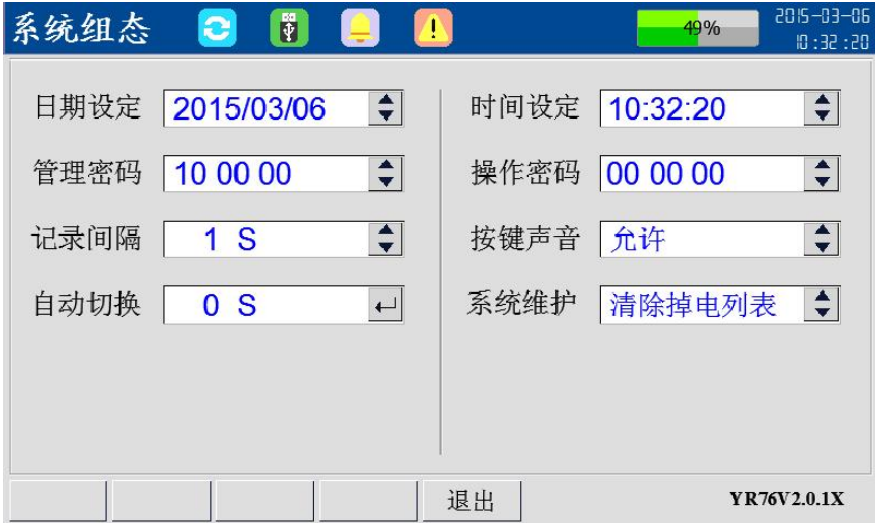 系统组态
49%
2015-03-06
10:32:20
日期设定 2015/03/06
时间设定 10:32:20
管理密码 10 00 00
操作密码 00 00 00
记录间隔 1 S
按键声音 允许
自动切换 0 S
系统维护 清除掉电列表
退出
YR76V2.0.1X